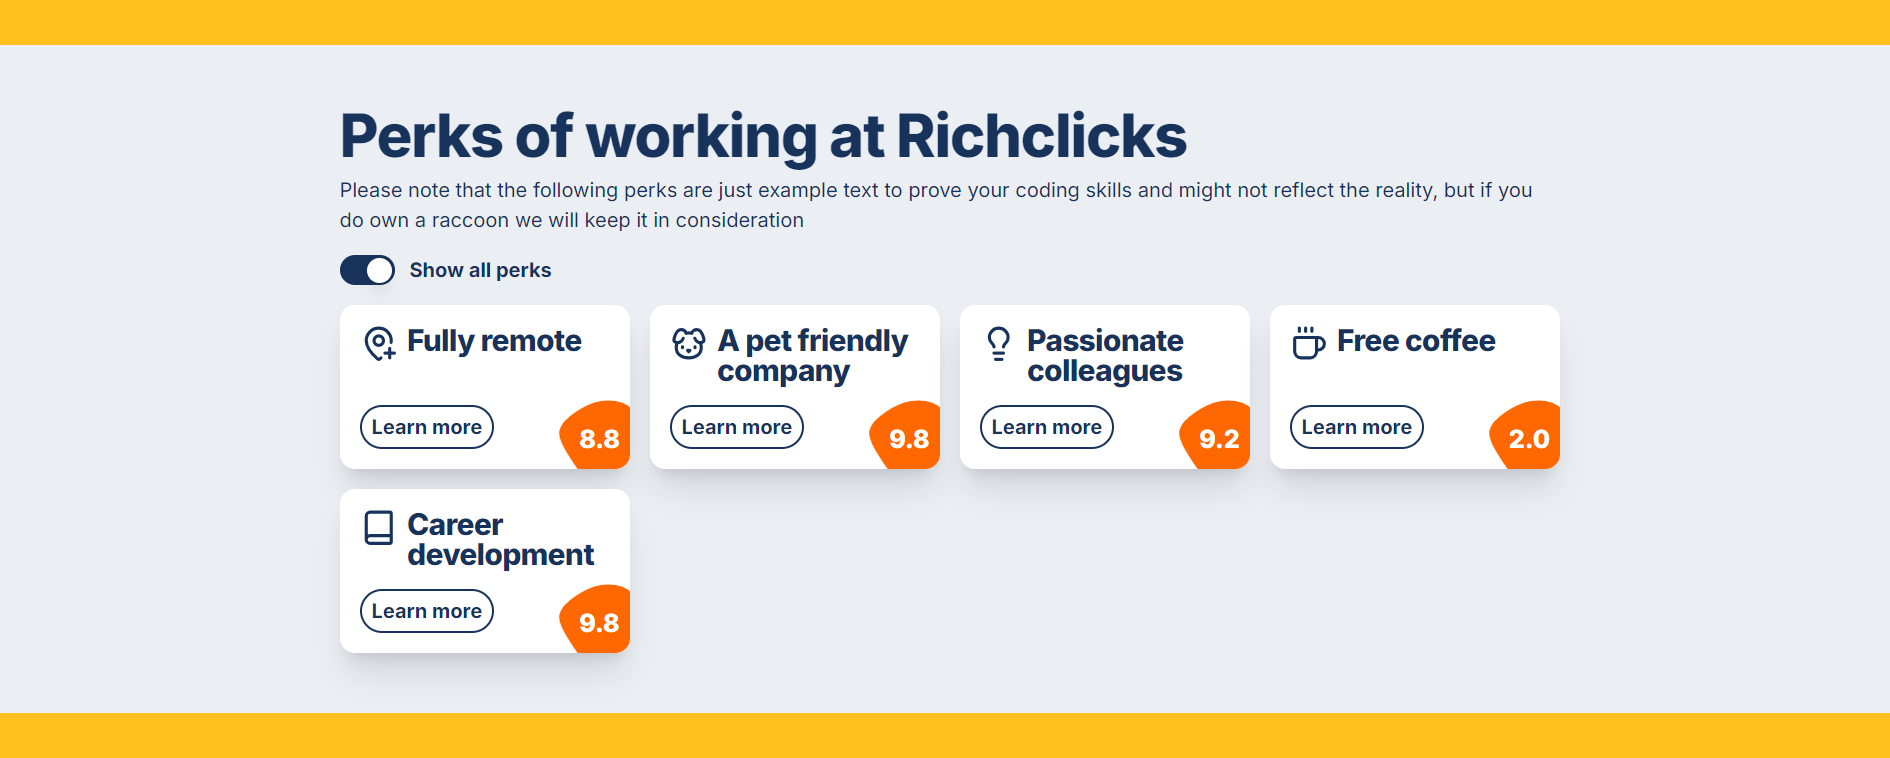 Perks of working at Richclicks
Please note that the following perks are just example text to prove your coding skills and might not reflect the reality, but if you
do own a raccoon we will keep it in consideration
Show all perks
Fully remote
Learn more
8.8
A pet friendly
company
Learn more
9.8
Passionate
colleagues
Learn more
9.2
Free coffee
Learn more
2.0
Career
development
Learn more
9.8